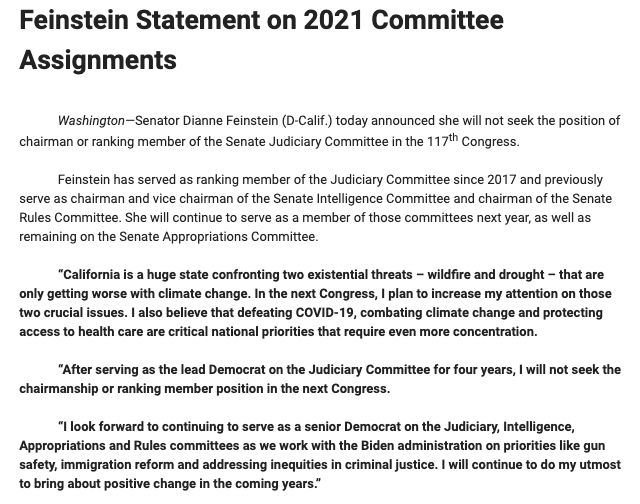 Feinstein Statement on 2021 Committee
Assignments
Washington—Senator Dianne Feinstein (D-Calif.) today announced she will not seek the position of
chairman or ranking member of the Senate Judiciary Committee in the 117th Congress.
Feinstein has served as ranking member of the Judiciary Committee since 2017 and previously
serve as chairman and vice chairman of the Senate Intelligence Committee and chairman of the Senate
Rules Committee. She will continue to serve as a member of those committees next year, as well as
remaining on the Senate Appropriations Committee.
“California is a huge state confronting two existential threats – wildfire and drought – that are
only getting worse with climate change. In the next Congress, I plan to increase my attention on those
two crucial issues. I also believe that defeating COVID-19, combating climate change and protecting
access to health care are critical national priorities that require even more concentration.
“After serving as the lead Democrat on the Judiciary Committee for four years, I will not seek the
chairmanship or ranking member position in the next Congress.
“I look forward to continuing to serve as a senior Democrat on the Judiciary, Intelligence,
Appropriations and Rules committees as we work with the Biden administration on priorities like gun
safety, immigration reform and addressing inequities in criminal justice. I will continue to do my utmost
to bring about positive change in the coming years.”